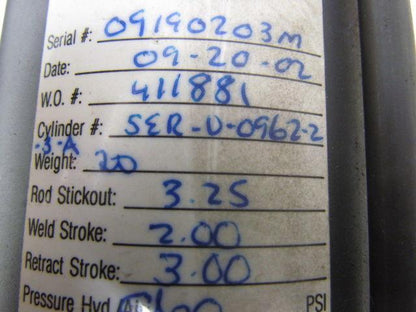 Serial #: 09190203M
Date: 09-20-02
W.O. #: 411881
Cylinder #: SER-U-0962-2
-3-A
Weight: 20
Rod Stickout: 3.25
Weld Stroke: 2.00
Retract Stroke: 3.00
Pressure Hyd PSI